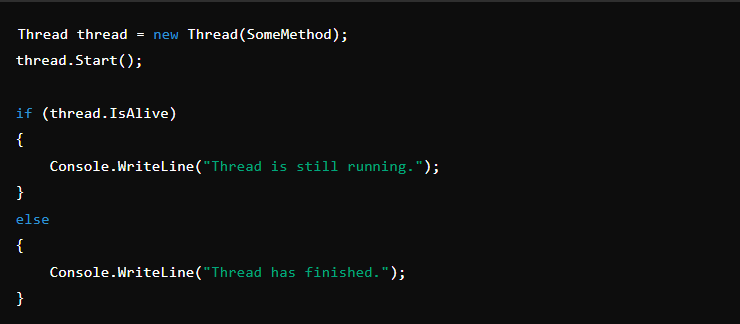 Thread thread = new Thread(SomeMethod);
thread.Start();
if (thread.IsAlive)
{
    Console.WriteLine("Thread is still running.");
}
else
{
    Console.WriteLine("Thread has finished.");
}